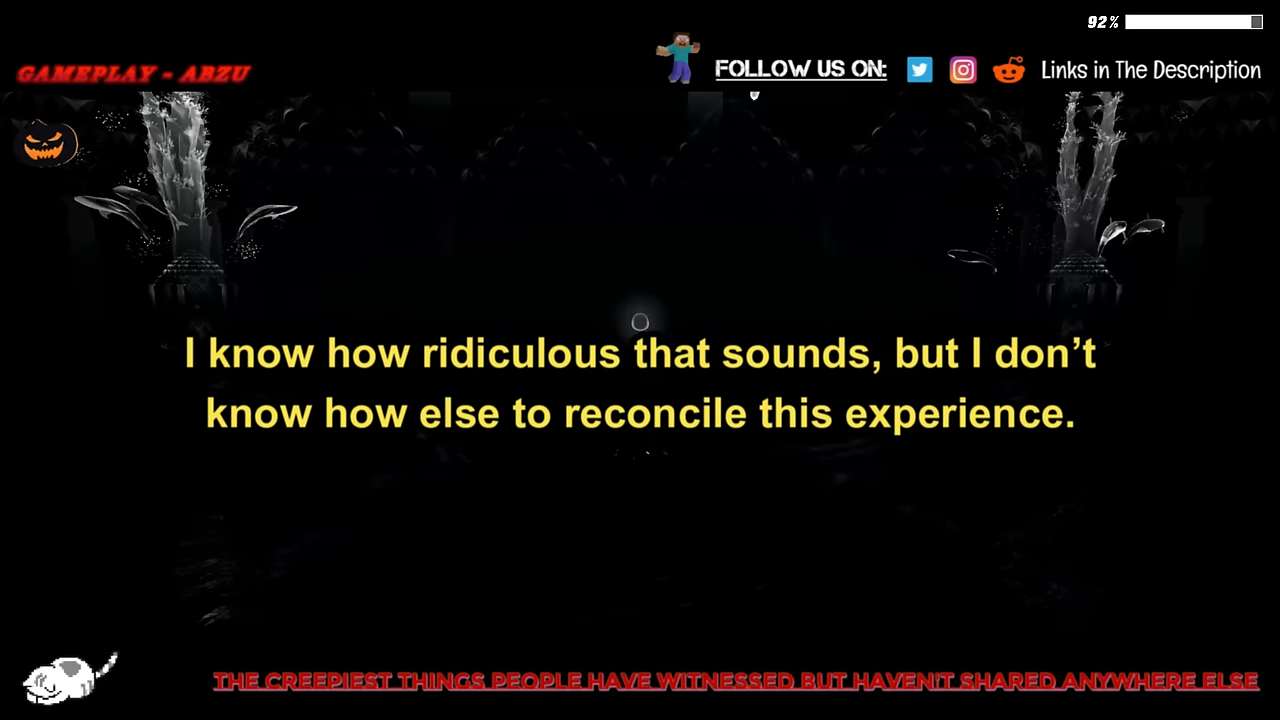 92%
GAMEPLAY - ABZU
FOLLOW US ON:
Links in The Description
I know how ridiculous that sounds, but I don’t
know how else to reconcile this experience.
THE CREEPIEST THINGS PEOPLE HAVE WITNESSED BUT HAVEN'T SHARED ANYWHERE ELSE